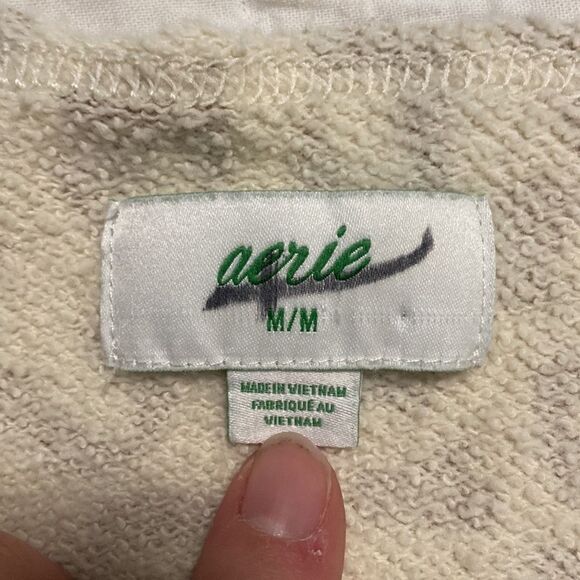 aerie
M/M
MADE IN VIETNAM
FABRIQUÉ AU
VIETNAM